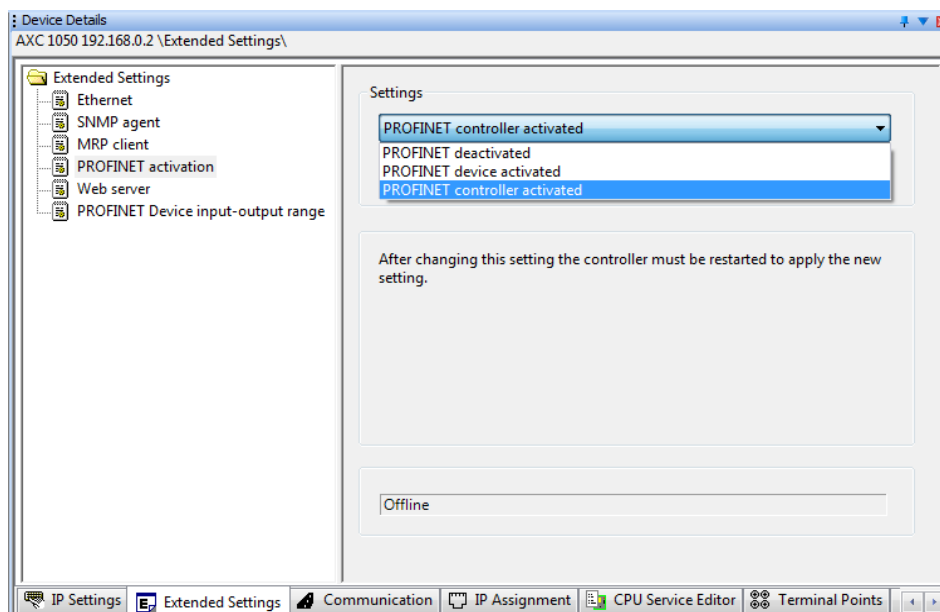 Device Details
AXC 1050 192.168.0.2 \Extended Settings\
Extended Settings
Ethernet
SNMP agent
MRP client
PROFINET activation
Web server
PROFINET Device input-output range
Settings
PROFINET controller activated
PROFINET deactivated
PROFINET device activated
PROFINET controller activated
After changing this setting the controller must be restarted to apply the new
setting.
Offline
IP Settings
Extended Settings
Communication
IP Assignment
CPU Service Editor
Terminal Points